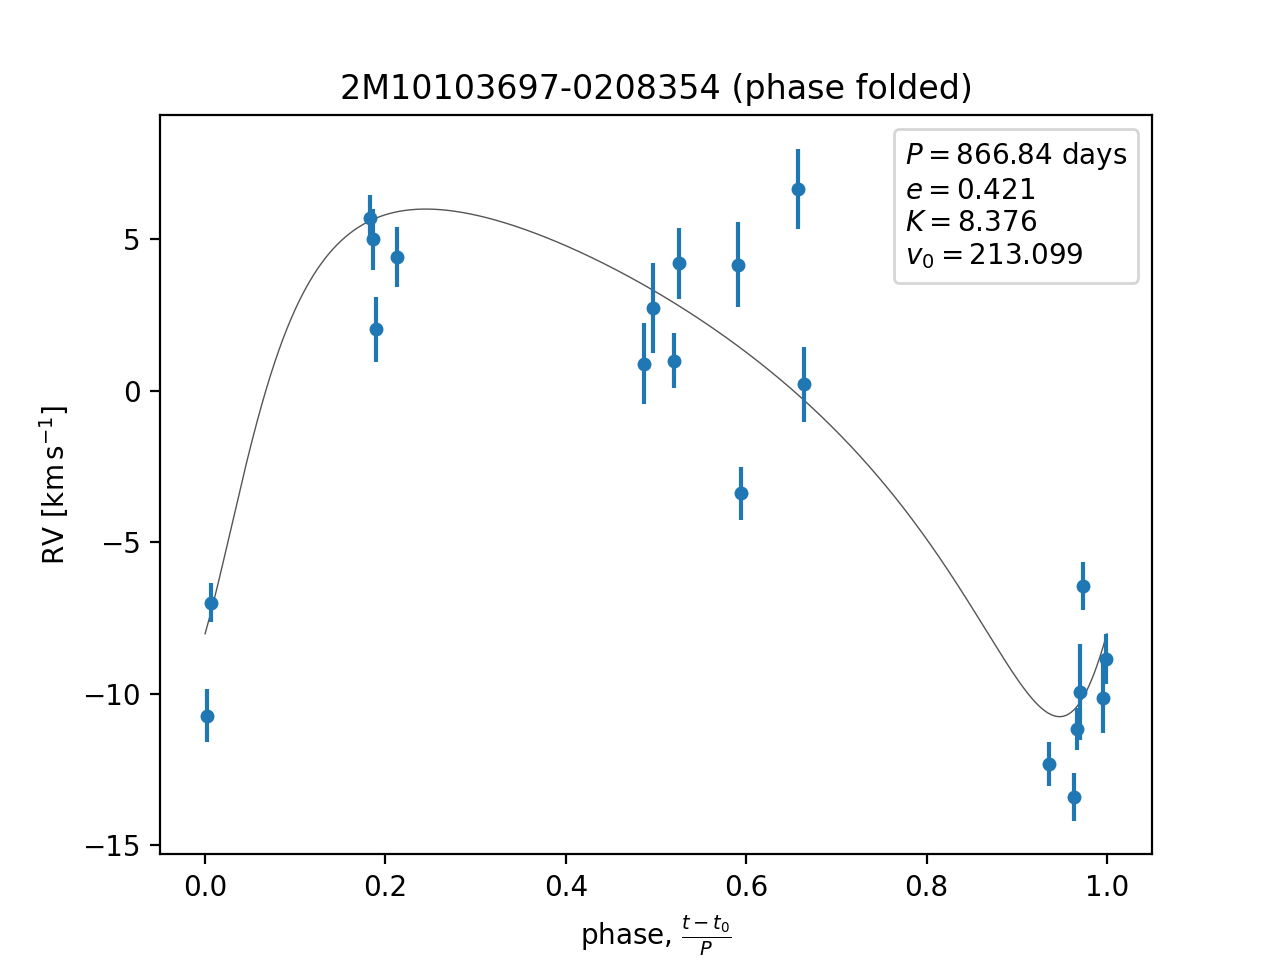 2M10103697-0208354 (phase folded)
P = 866.84 days
e = 0.421
K = 8.376
v₀ = 213.099
5
0
−5
−10
−15
RV [km s⁻¹]
0.0 0.2 0.4 0.6 0.8 1.0
phase, (t − t₀)/P